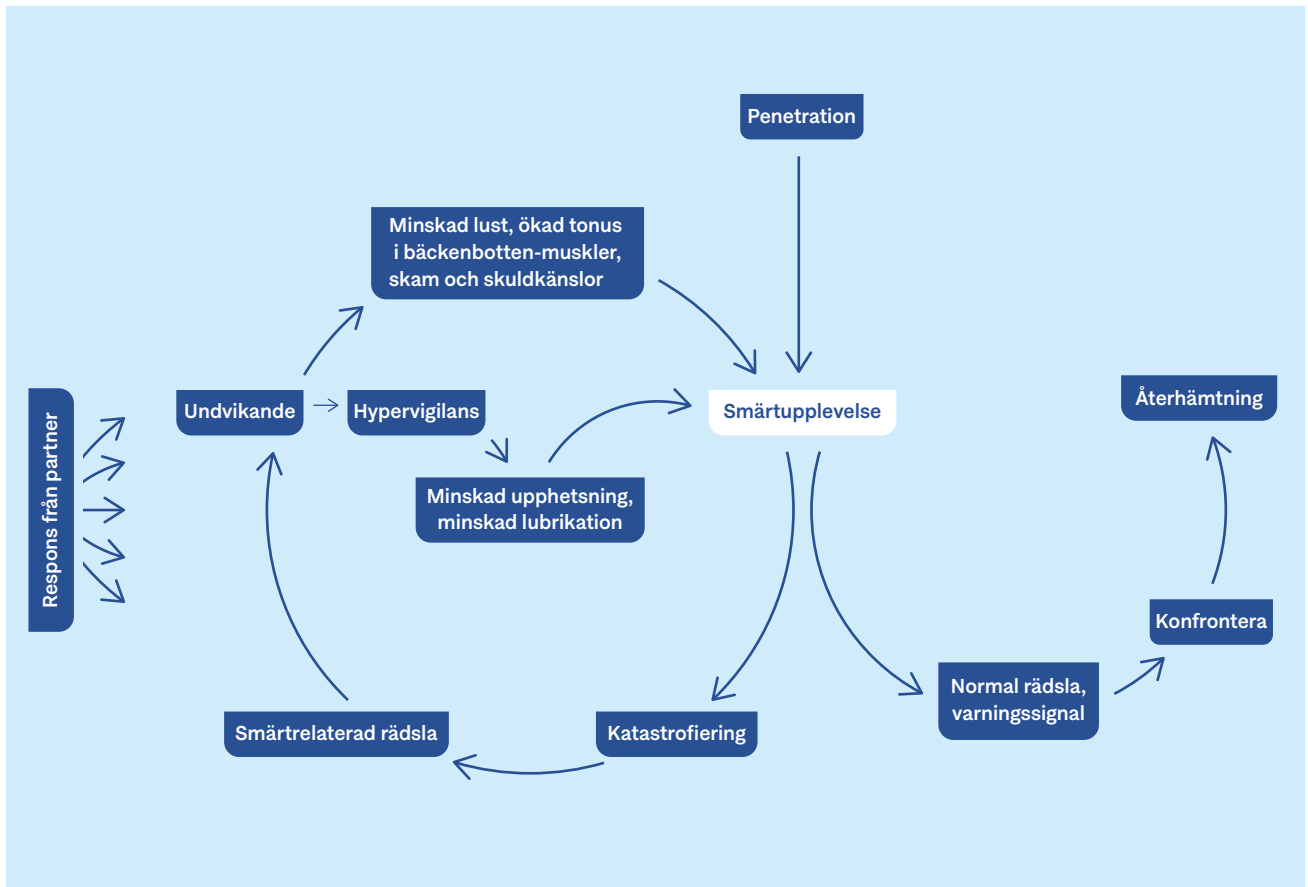 Penetration
Minskad lust, ökad tonus
i bäckenbotten-muskler,
skam och skuldkänslor
Respons från partner
Undvikande
Hypervigilans
Smärtupplevelse
Återhämtning
Minskad upphetsning,
minskad lubrikation
Konfrontera
Normal rädsla,
varningssignal
Smärtrelaterad rädsla
Katastrofiering